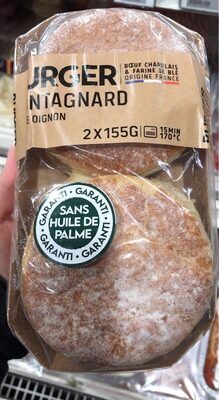 URGER
NTAGNARD
OIGNON
BŒUF CHAROLAIS
& FARINE DE BLÉ
ORIGINE FRANCE
2X155G
15MIN
170°C
GARANTI • GARANTI • GARANTI • GARANTI
SANS
HUILE DE
PALME